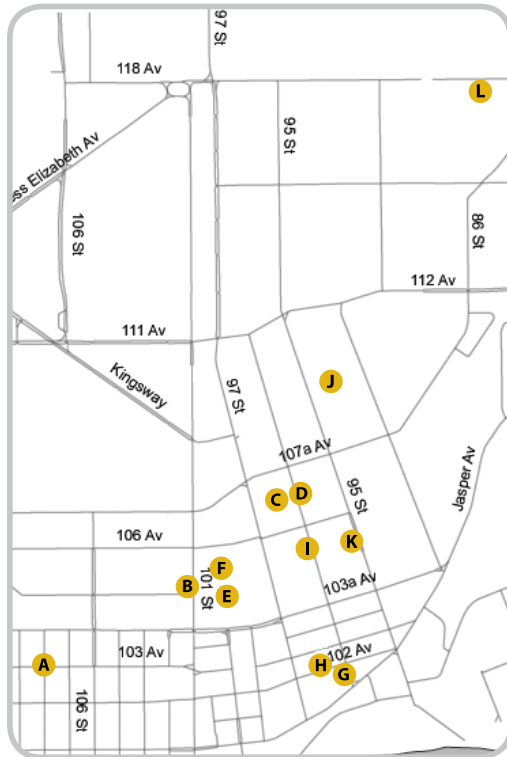 97 St
118 Av
L
95 St
ess Elizabeth Av
106 St
86 St
112 Av
111 Av
Kingsway
97 St
J
107a Av
Jasper Av
C
D
95 St
106 Av
I
K
F
B
101 St
E
103a Av
103 Av
102 Av
A
H
G
106 St